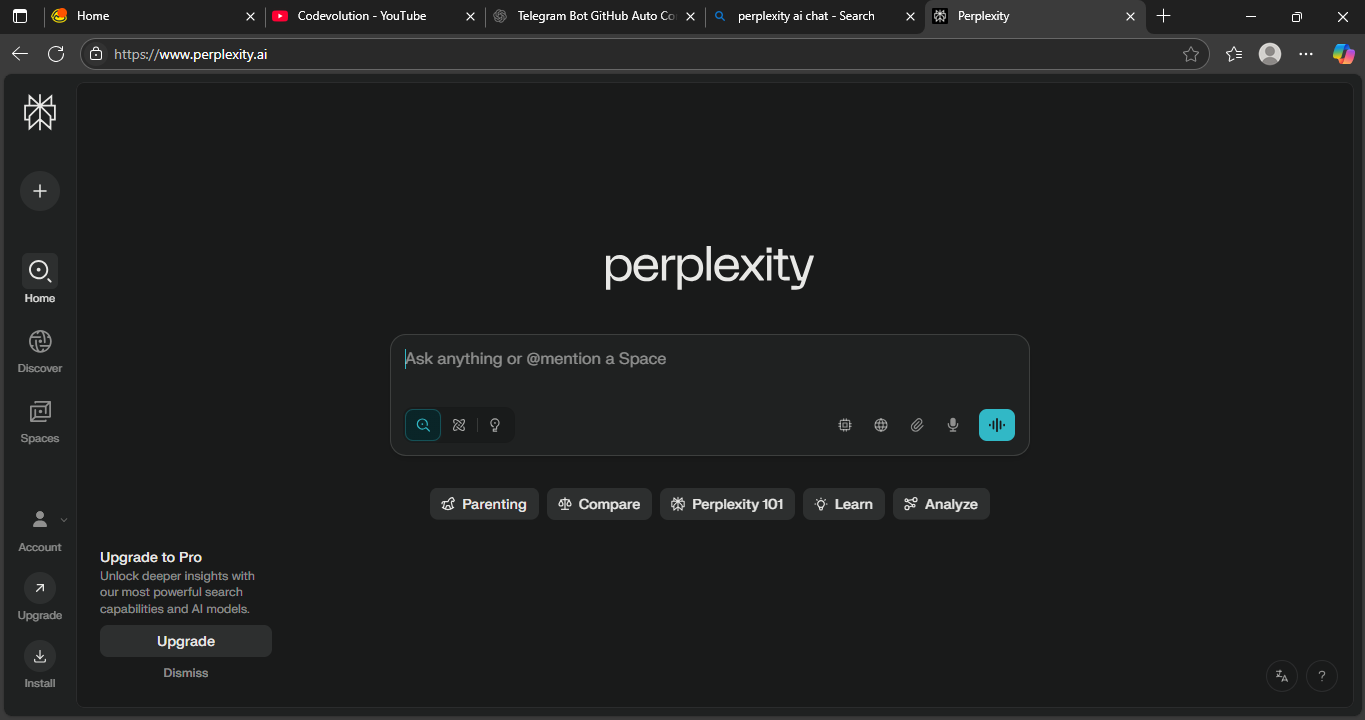 Home
Codevolution - YouTube
Telegram Bot GitHub Auto Co
perplexity ai chat - Search
Perplexity
https://www.perplexity.ai
Home
Discover
Spaces
Account
Upgrade
Install
perplexity
Ask anything or @mention a Space
Parenting
Compare
Perplexity 101
Learn
Analyze
Upgrade to Pro
Unlock deeper insights with
our most powerful search
capabilities and AI models.
Upgrade
Dismiss
?